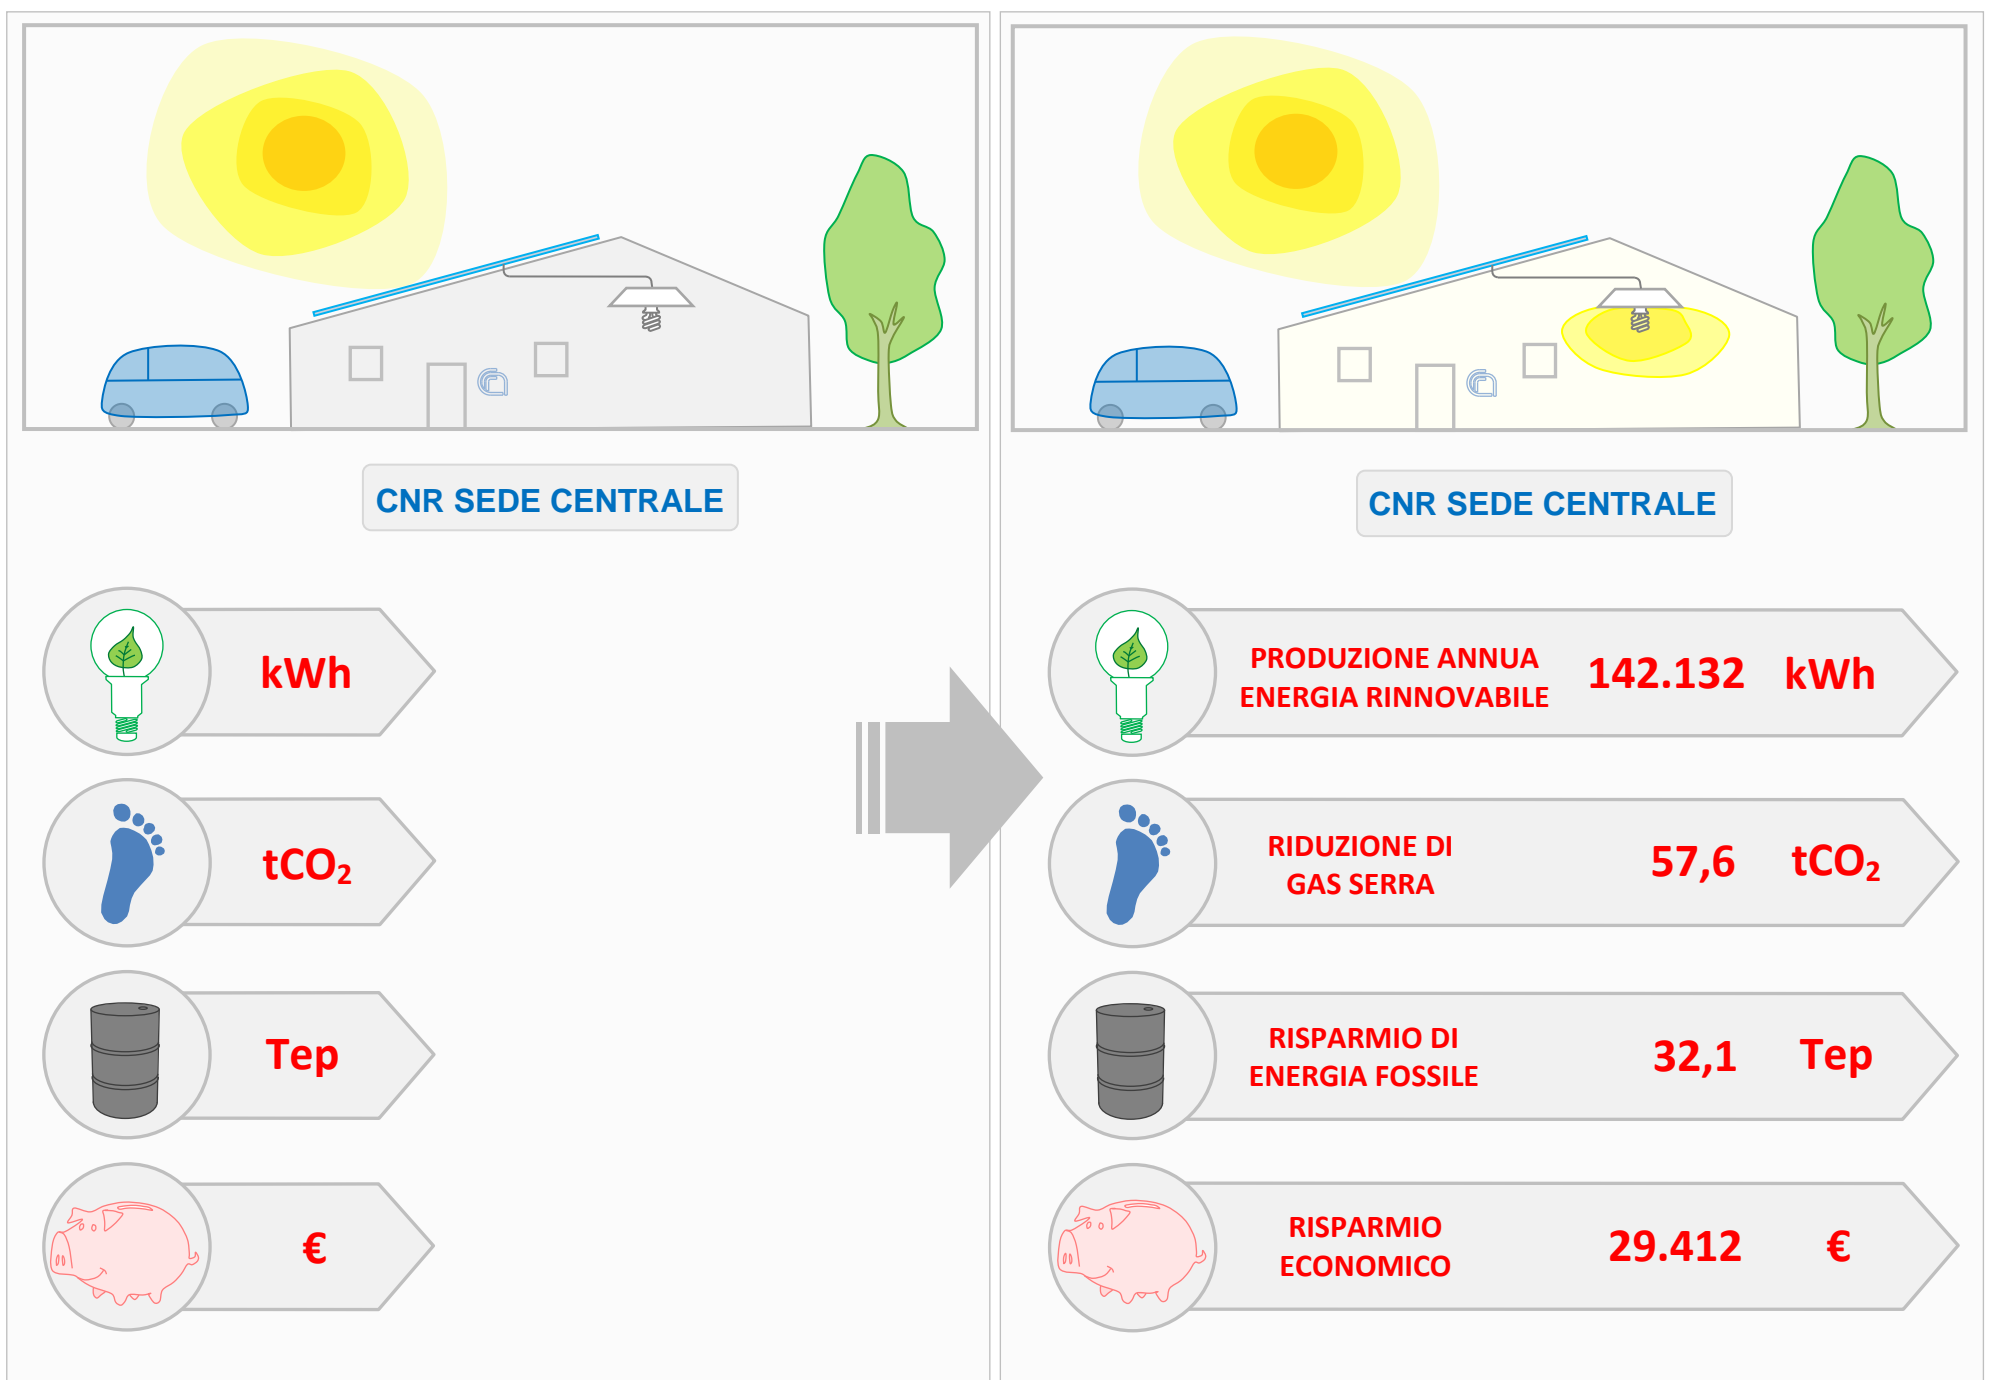 CNR SEDE CENTRALE
kWh
tCO₂
Tep
€
CNR SEDE CENTRALE
PRODUZIONE ANNUA
ENERGIA RINNOVABILE
142.132 kWh
RIDUZIONE DI
GAS SERRA
57,6 tCO₂
RISPARMIO DI
ENERGIA FOSSILE
32,1 Tep
RISPARMIO
ECONOMICO
29.412 €